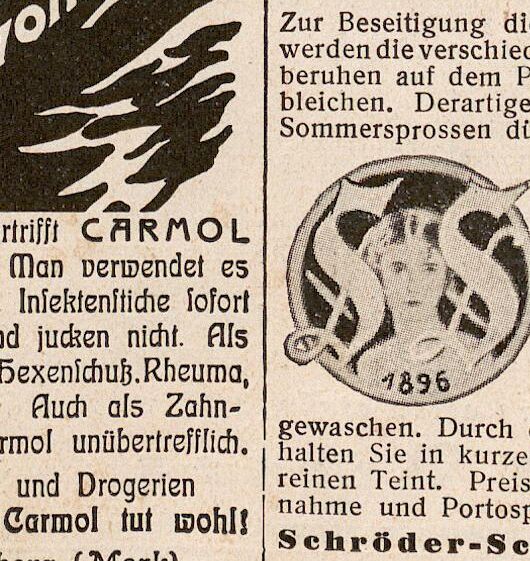 von
rtrifft CARMOL
Man verwendet es
Inſektenſtiche ſofort
nd jucken nicht. Als
Hexenſchuß, Rheuma,
Auch als Zahn-
rmol unübertrefflich.
und Drogerien
Carmol tut wohl!
(Mark)
Zur Beseitigung di
werden die verschied
beruhen auf dem P
bleichen. Derartige
Sommersprossen di
S S
1896
gewaschen. Durch
halten Sie in kurze
reinen Teint. Preis
nahme und Portosp
Schröder-Sc